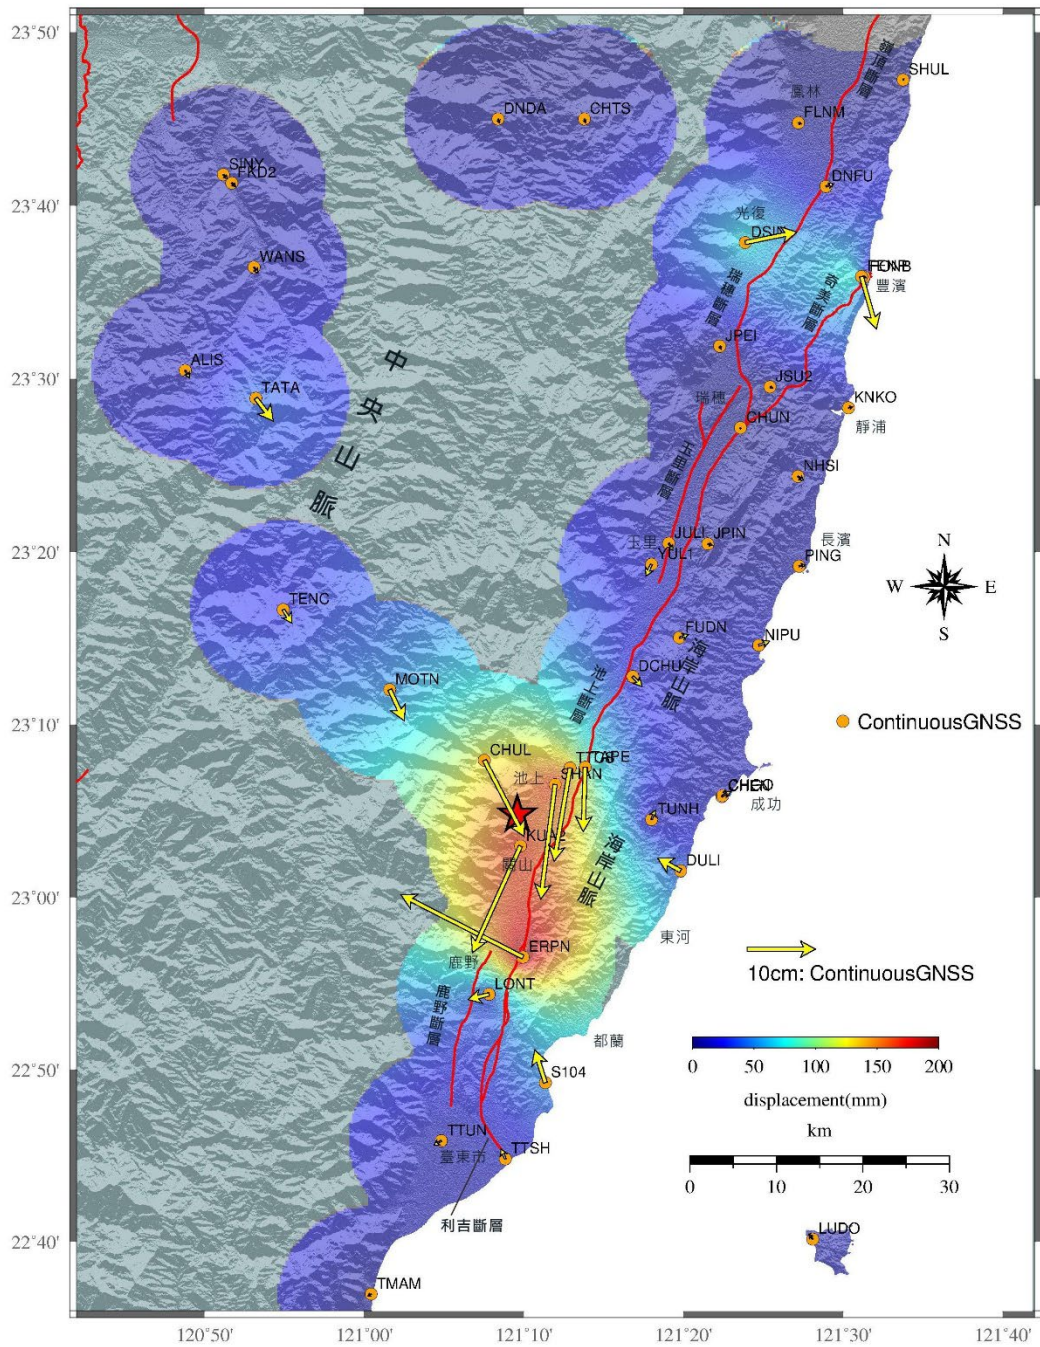 23°50'
嶺頂斷層
SHUL
鳳林
FLNM
DNDA
CHTS
SINY
FKD2
DNFU
23°40'
光復
DSIN
WANS
瑞穗斷層
奇美斷層
FONB
豐濱
JPEI
ALIS
TATA
23°30'
JSU2
KNKO
瑞穗
CHUN
靜浦
中央山脈
玉里斷層
NHSI
玉里
JULI
JPIN
長濱
23°20'
YUL1
PING
N
W
E
S
TENC
FUDN
NIPU
海岸山脈
DCHU
MOTN
池上斷層
23°10'
ContinuousGNSS
CHUL
TAPE
池上
SHAN
成功
TUNH
KUA2
關山
海岸山脈
DULI
23°00'
東河
ERPN
鹿野
10cm: ContinuousGNSS
LONT
鹿野斷層
都蘭
0 50 100 150 200
displacement(mm)
22°50'
S104
km
TTUN
臺東市
TTSH
0 10 20 30
利吉斷層
22°40'
LUDO
TMAM
120°50' 121°00' 121°10' 121°20' 121°30' 121°40'